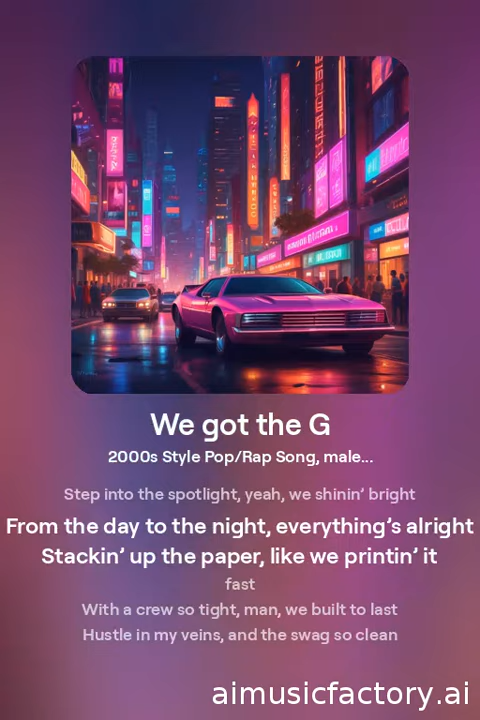 We got the G
2000s Style Pop/Rap Song, male...
Step into the spotlight, yeah, we shinin’ bright
From the day to the night, everything’s alright
Stackin’ up the paper, like we printin’ it
fast
With a crew so tight, man, we built to last
Hustle in my veins, and the swag so clean
aimusicfactory.ai